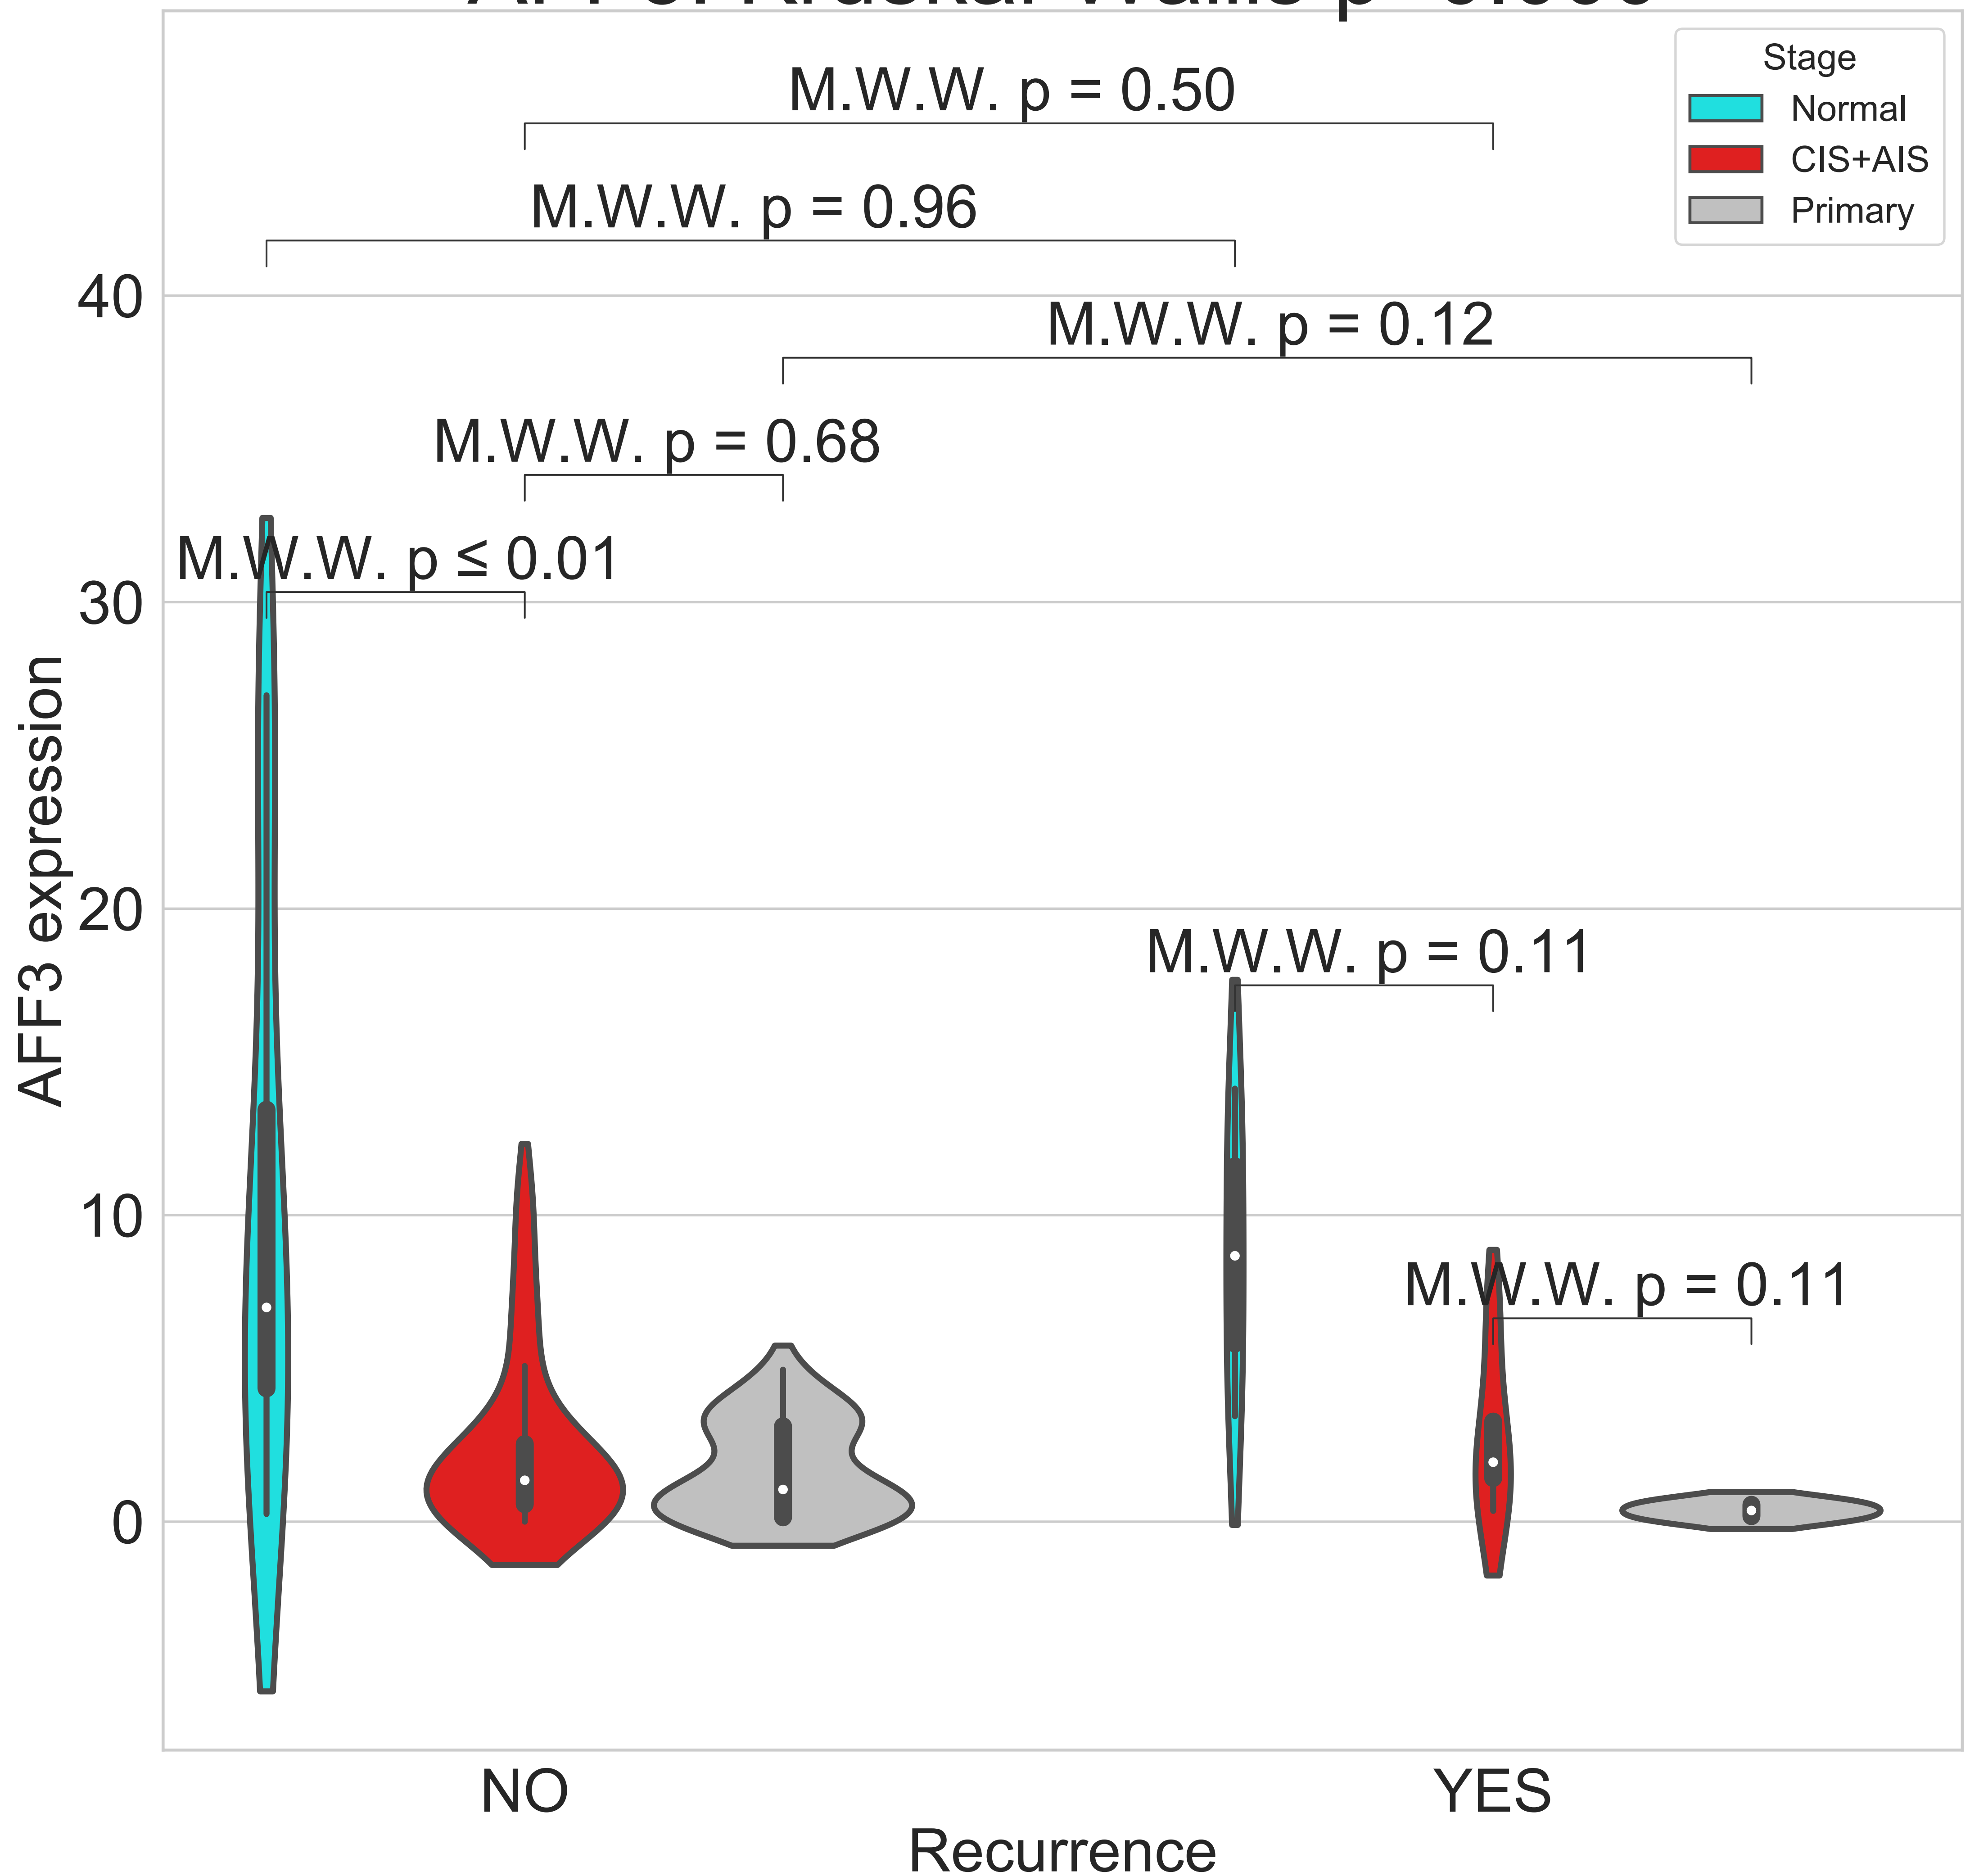 Stage
Normal
CIS+AIS
Primary
M.W.W. p = 0.50
M.W.W. p = 0.96
M.W.W. p = 0.12
M.W.W. p = 0.68
M.W.W. p ≤ 0.01
M.W.W. p = 0.11
M.W.W. p = 0.11
AFF3 expression
40
30
20
10
0
NO
YES
Recurrence